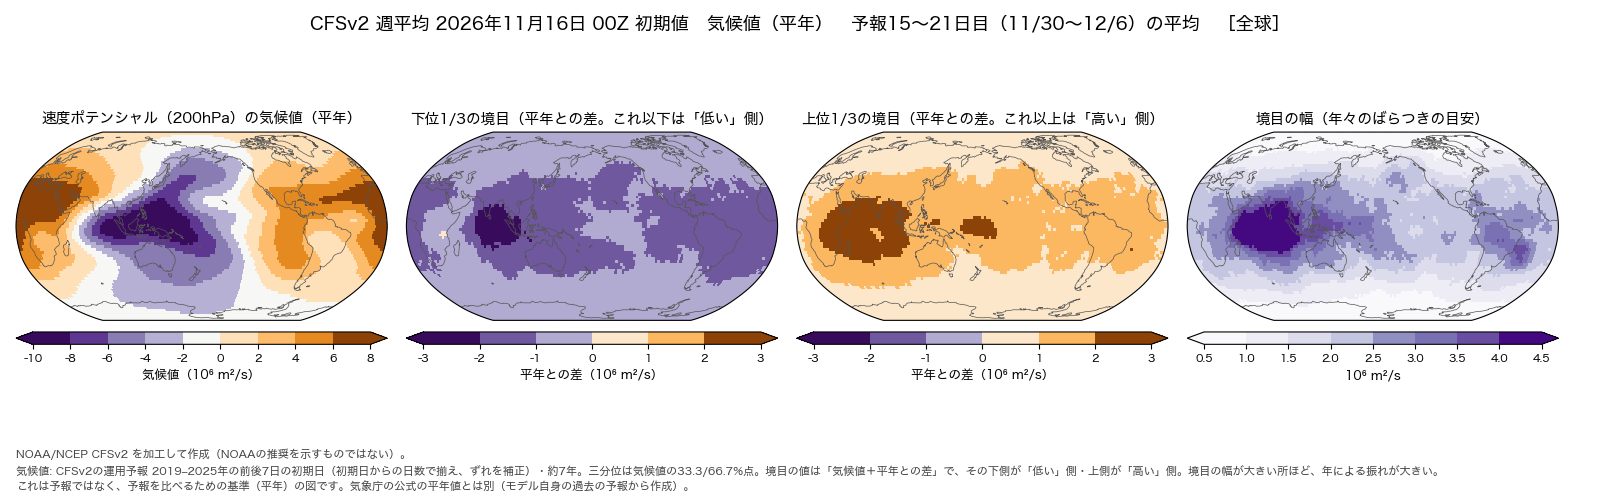 CFSv2 週平均 2026年11月16日 00Z 初期値　気候値（平年）　予報15～21日目（11/30～12/6）の平均　［全球］
速度ポテンシャル（200hPa）の気候値（平年）
下位1/3の境目（平年との差。これ以下は「低い」側）
上位1/3の境目（平年との差。これ以上は「高い」側）
境目の幅（年々のばらつきの目安）
-10 -8 -6 -4 -2 0 2 4 6 8
-3 -2 -1 0 1 2 3
-3 -2 -1 0 1 2 3
0.5 1.0 1.5 2.0 2.5 3.0 3.5 4.0 4.5
気候値（10⁶ m²/s）
平年との差（10⁶ m²/s）
平年との差（10⁶ m²/s）
10⁶ m²/s
NOAA/NCEP CFSv2 を加工して作成（NOAAの推奨を示すものではない）。
気候値: CFSv2の運用予報 2019–2025年の前後7日の初期日（初期日からの日数で揃え、ずれを補正）・約7年。三分位は気候値の33.3/66.7%点。境目の値は「気候値＋平年との差」で、その下側が「低い」側・上側が「高い」側。境目の幅が大きい所ほど、年による振れが大きい。
これは予報ではなく、予報を比べるための基準（平年）の図です。気象庁の公式の平年値とは別（モデル自身の過去の予報から作成）。